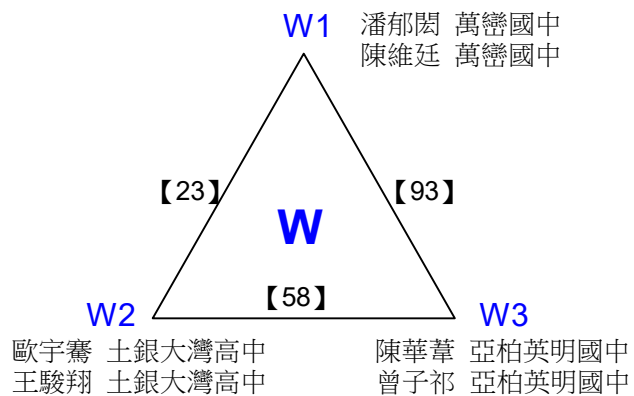 W1
潘郁閎 萬巒國中
陳維廷 萬巒國中
【23】
【93】
W
【58】
W2
W3
歐宇騫 土銀大灣高中
王駿翔 土銀大灣高中
陳華葦 亞柏英明國中
曾子祁 亞柏英明國中